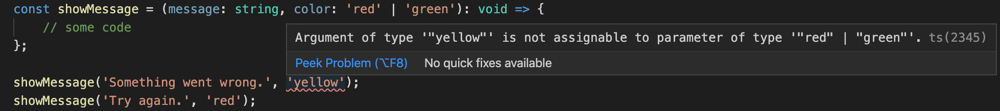 const showMessage = (message: string, color: 'red' | 'green'): void => {
// some code
Argument of type '"yellow"' is not assignable to parameter of type '"red" | "green"'. ts(2345)
};
Peek Problem (⌥F8) No quick fixes available
showMessage('Something went wrong.', 'yellow');
showMessage('Try again.', 'red');